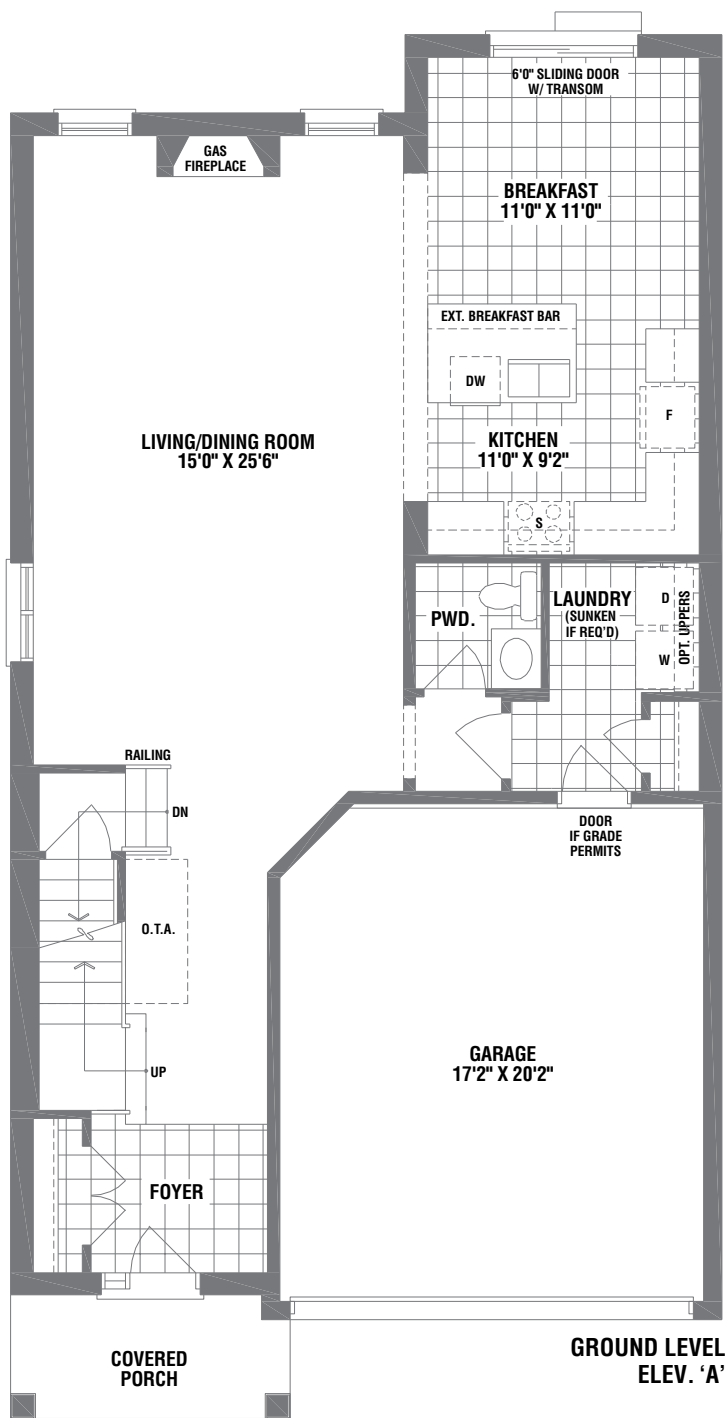 6'0" SLIDING DOOR
W/ TRANSOM
GAS
FIREPLACE
BREAKFAST
11'0" X 11'0"
EXT. BREAKFAST BAR
DW
F
LIVING/DINING ROOM
15'0" X 25'6"
KITCHEN
11'0" X 9'2"
S
PWD.
LAUNDRY
(SUNKEN
IF REQ'D)
D
W
OPT. UPPERS
RAILING
DN
DOOR
IF GRADE
PERMITS
O.T.A.
UP
GARAGE
17'2" X 20'2"
FOYER
COVERED
PORCH
GROUND LEVEL
ELEV. ‘A’